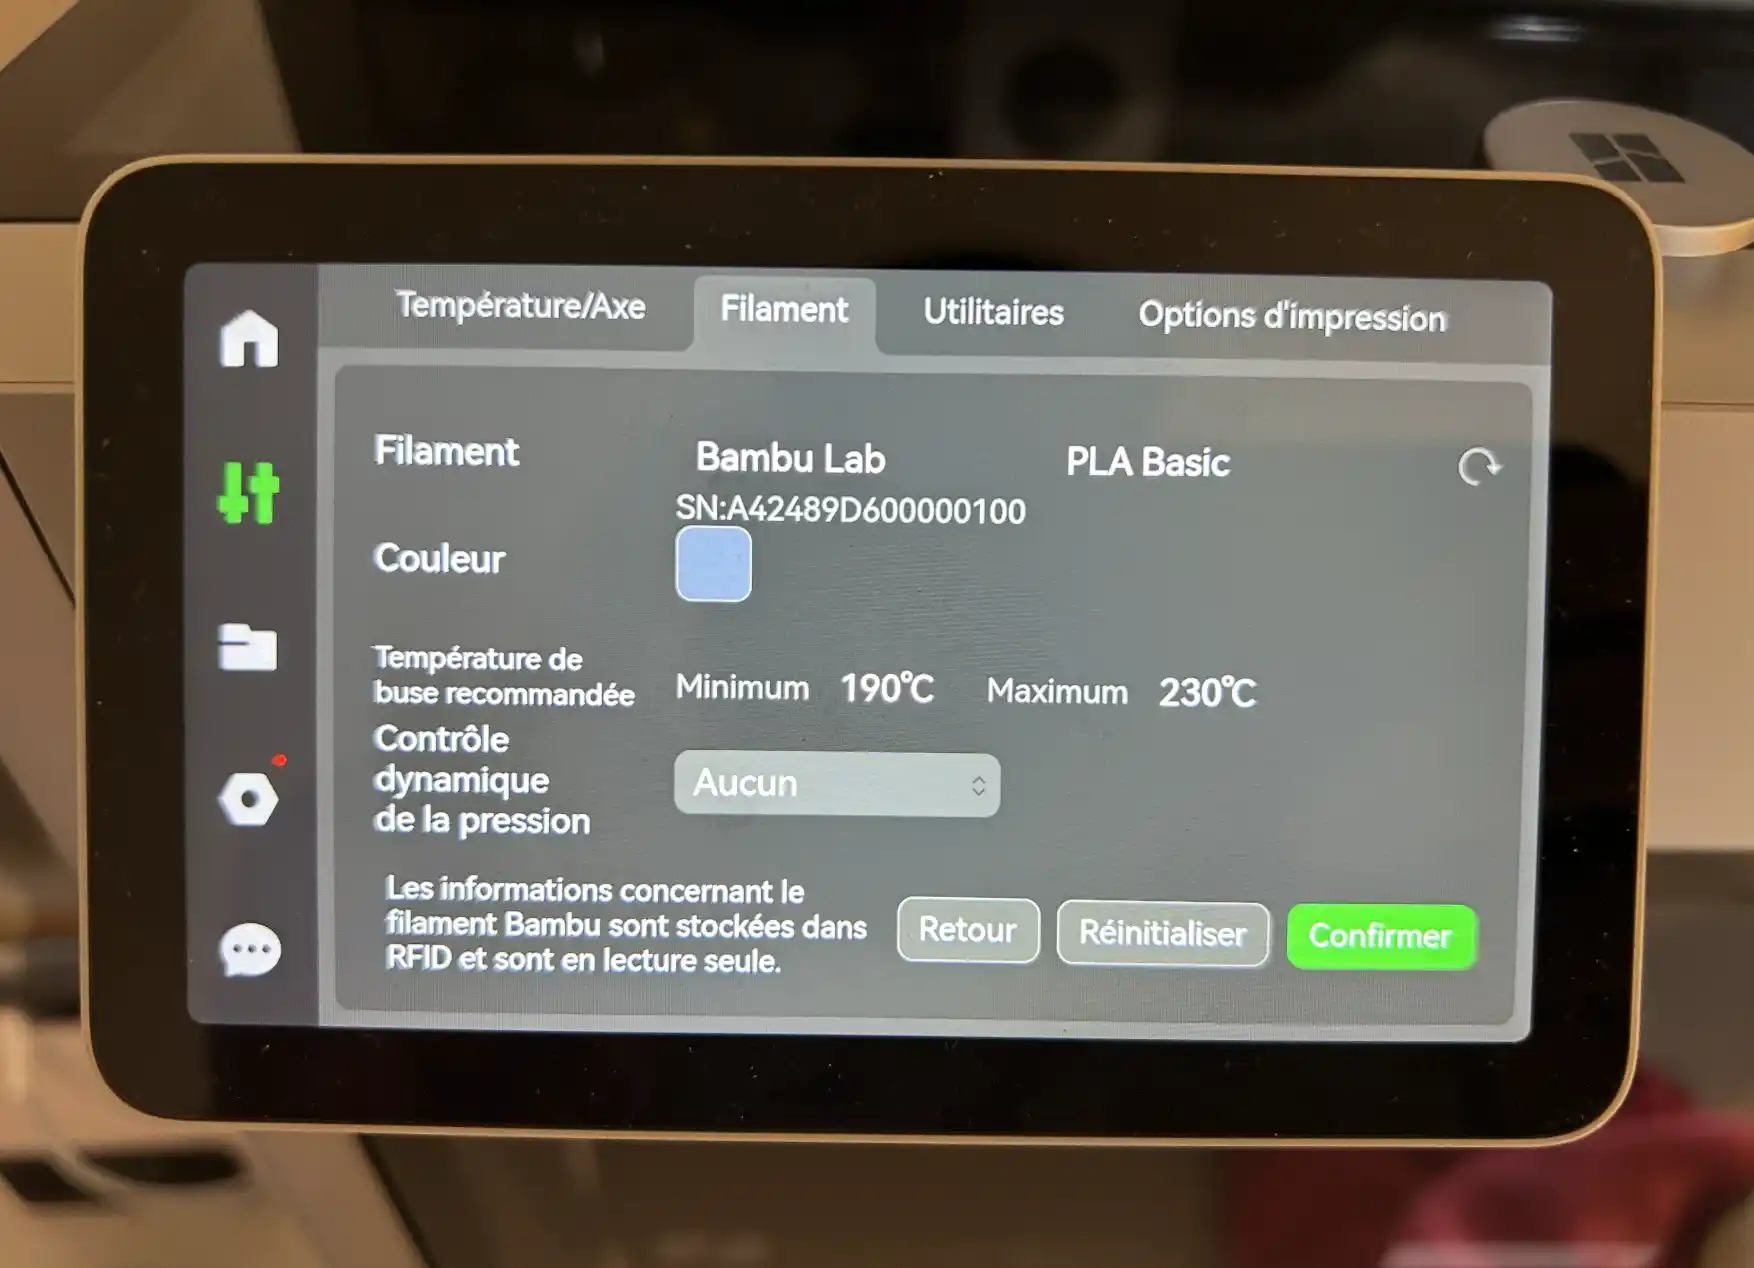 Température/Axe Filament Utilitaires Options d'impression
Filament Bambu Lab PLA Basic
SN:A42489D600000100
Couleur
Température de
buse recommandée Minimum 190℃ Maximum 230℃
Contrôle
dynamique
de la pression
Aucun
Les informations concernant le
filament Bambu sont stockées dans
RFID et sont en lecture seule.
Retour Réinitialiser Confirmer